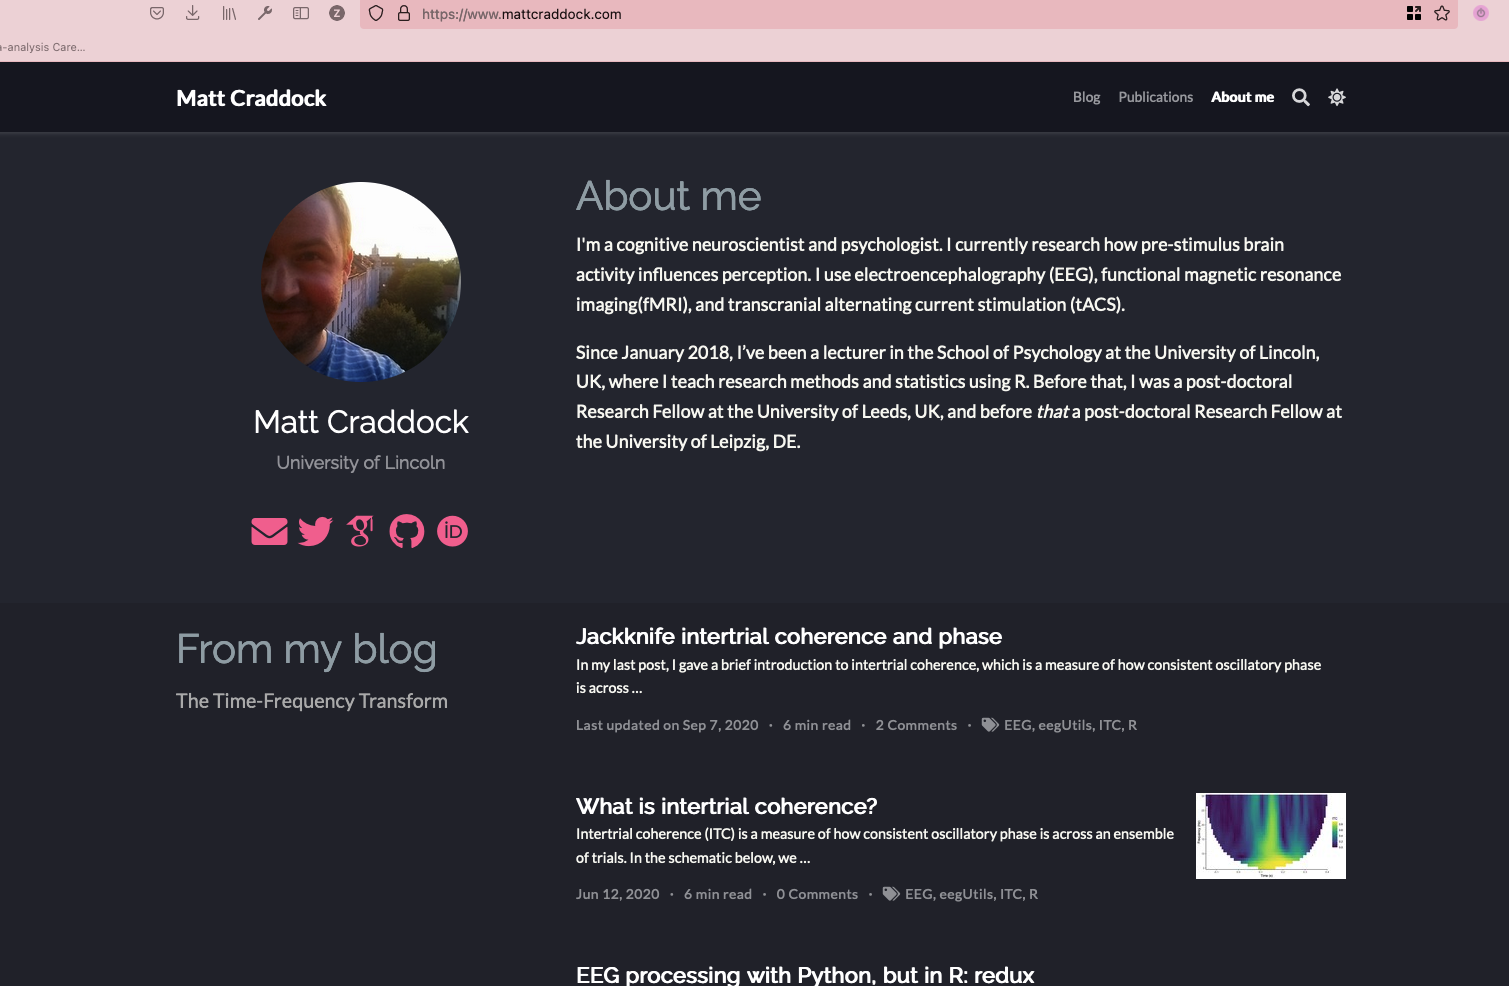 https://www.mattcraddock.com
-analysis Care...
Matt Craddock
Blog
Publications
About me
About me
I'm a cognitive neuroscientist and psychologist. I currently research how pre-stimulus brain
activity influences perception. I use electroencephalography (EEG), functional magnetic resonance
imaging(fMRI), and transcranial alternating current stimulation (tACS).
Since January 2018, I've been a lecturer in the School of Psychology at the University of Lincoln,
UK, where I teach research methods and statistics using R. Before that, I was a post-doctoral
Research Fellow at the University of Leeds, UK, and before that a post-doctoral Research Fellow at
the University of Leipzig, DE.
Matt Craddock
University of Lincoln
iD
From my blog
The Time-Frequency Transform
Jackknife intertrial coherence and phase
In my last post, I gave a brief introduction to intertrial coherence, which is a measure of how consistent oscillatory phase
is across ...
Last updated on Sep 7, 2020 · 6 min read · 2 Comments · EEG, eegUtils, ITC, R
What is intertrial coherence?
Intertrial coherence (ITC) is a measure of how consistent oscillatory phase is across an ensemble
of trials. In the schematic below, we ...
Jun 12, 2020 · 6 min read · 0 Comments · EEG, eegUtils, ITC, R
EEG processing with Python, but in R: redux